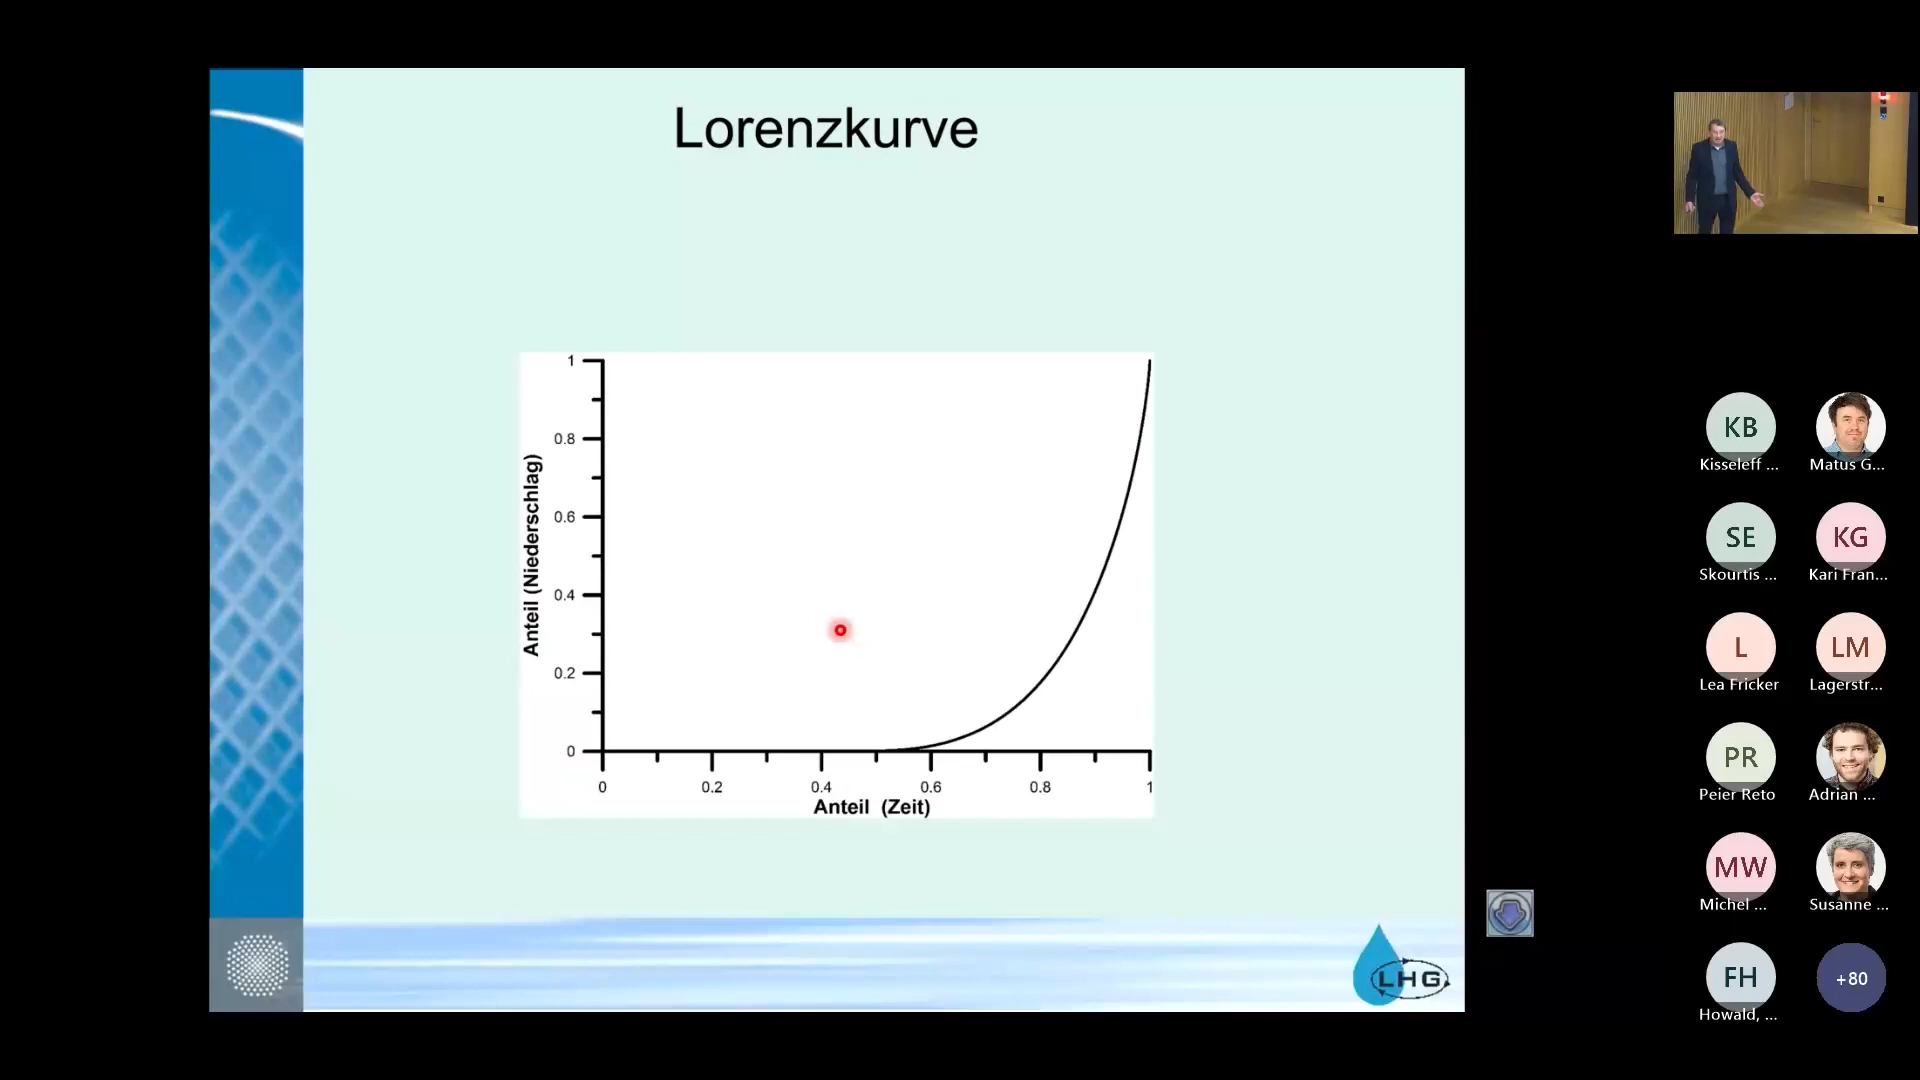 Lorenzkurve
1
0.8
0.6
0.4
0.2
0
Anteil (Niederschlag)
0
0.2
0.4
0.6
0.8
1
Anteil (Zeit)
LHG
KB
Kisseleff ...
Matus G...
SE
Skourtis ...
KG
Kari Fran...
L
Lea Fricker
LM
Lagerstr...
PR
Peier Reto
Adrian ...
MW
Michel ...
Susanne ...
FH
Howald, ...
+80